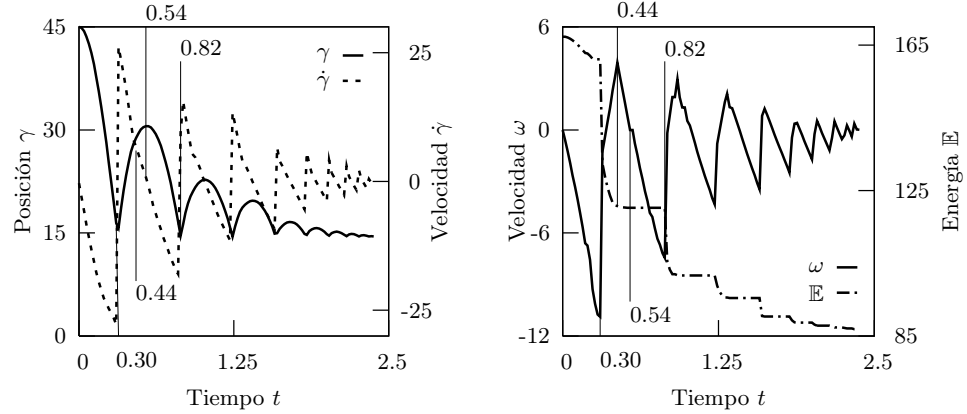 0.54
45
25
0.82
γ
γ̇
30
0
Posición γ
Velocidad γ̇
15
0.44
-25
0
0
0.30
1.25
2.5
Tiempo t
0.44
6
165
0.82
0
Velocidad ω
125
Energía 𝔼
-6
ω
𝔼
0.54
-12
85
0
0.30
1.25
2.5
Tiempo t